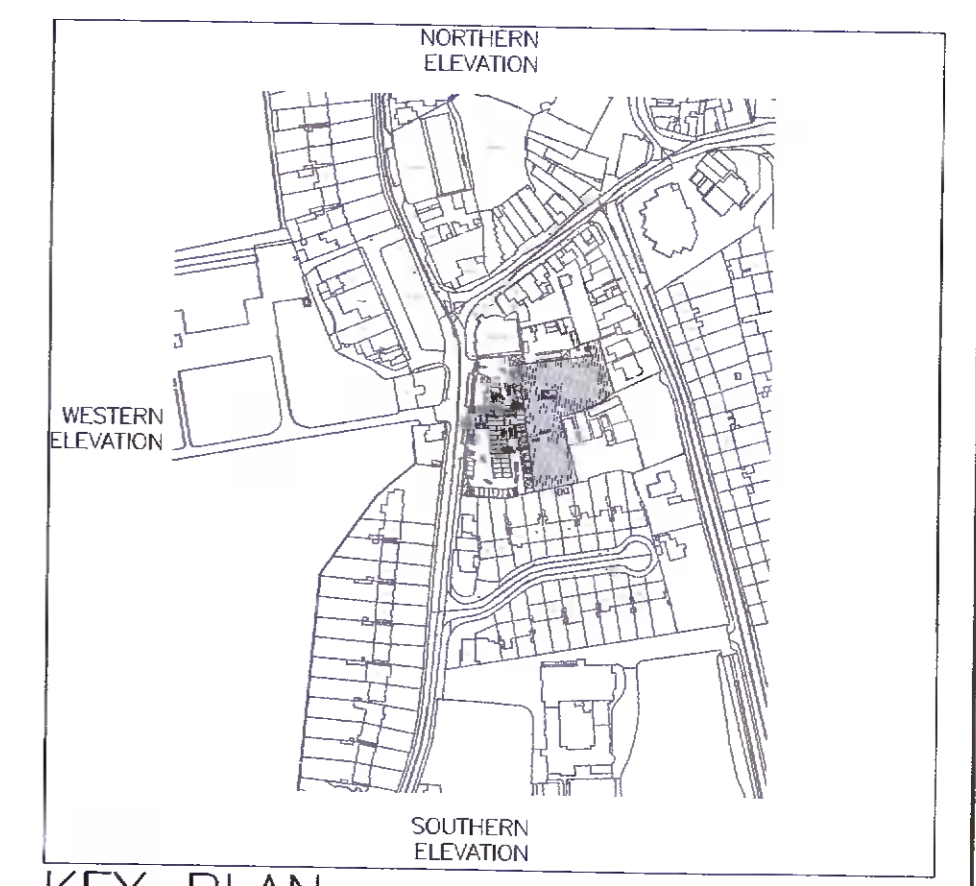 NORTHERN
ELEVATION
WESTERN
ELEVATION
SOUTHERN
ELEVATION
KEY PLAN